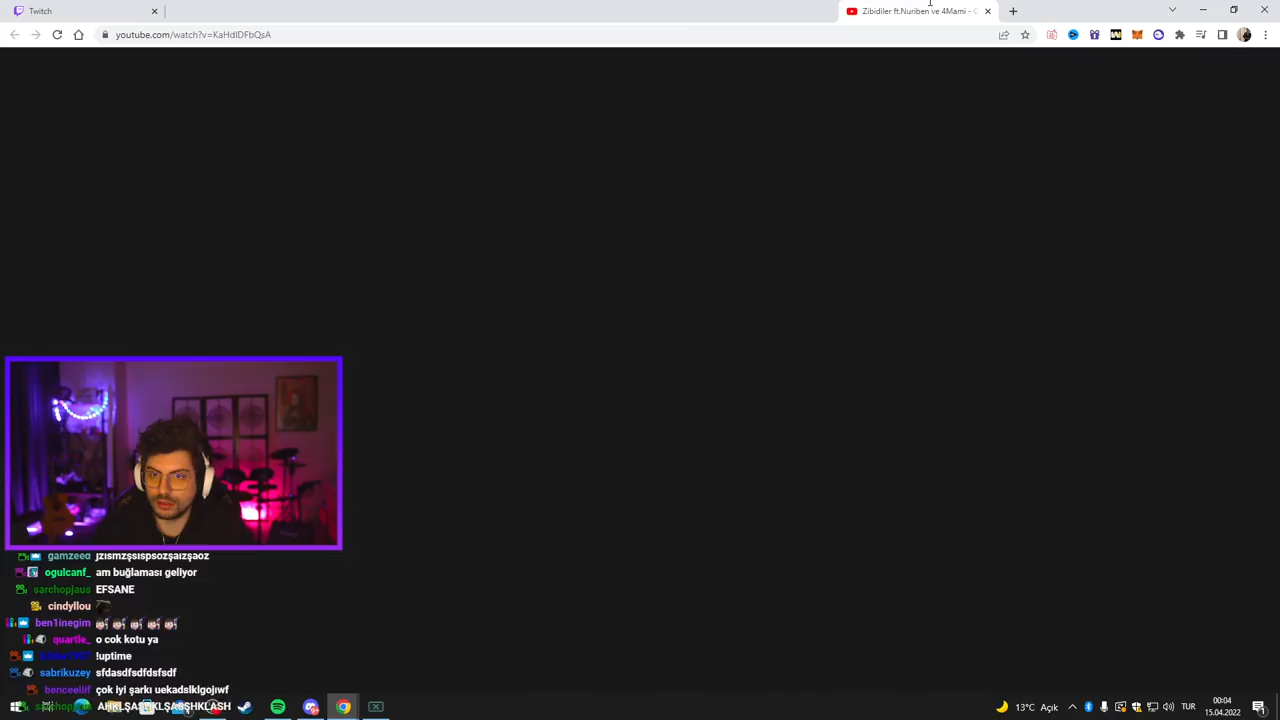 Twitch
Zibidiler ft.Nuriben ve 4Mami -
youtube.com/watch?v=KaHdIDFbQsA
gamzeed jzismzşsispsozşaizşaoz
ogulcanf_ am buğlaması geliyor
sarchopjaus EFSANE
cindyllou
ben1inegim
quartle_ o cok kotu ya
!uptime
sabrikuzey sfdasdfsdfdsfsdf
benceeliif çok iyi şarkı uekadslklgojıwf
sarchopjaus
13°C Açık
TUR
00:04
15.04.2022